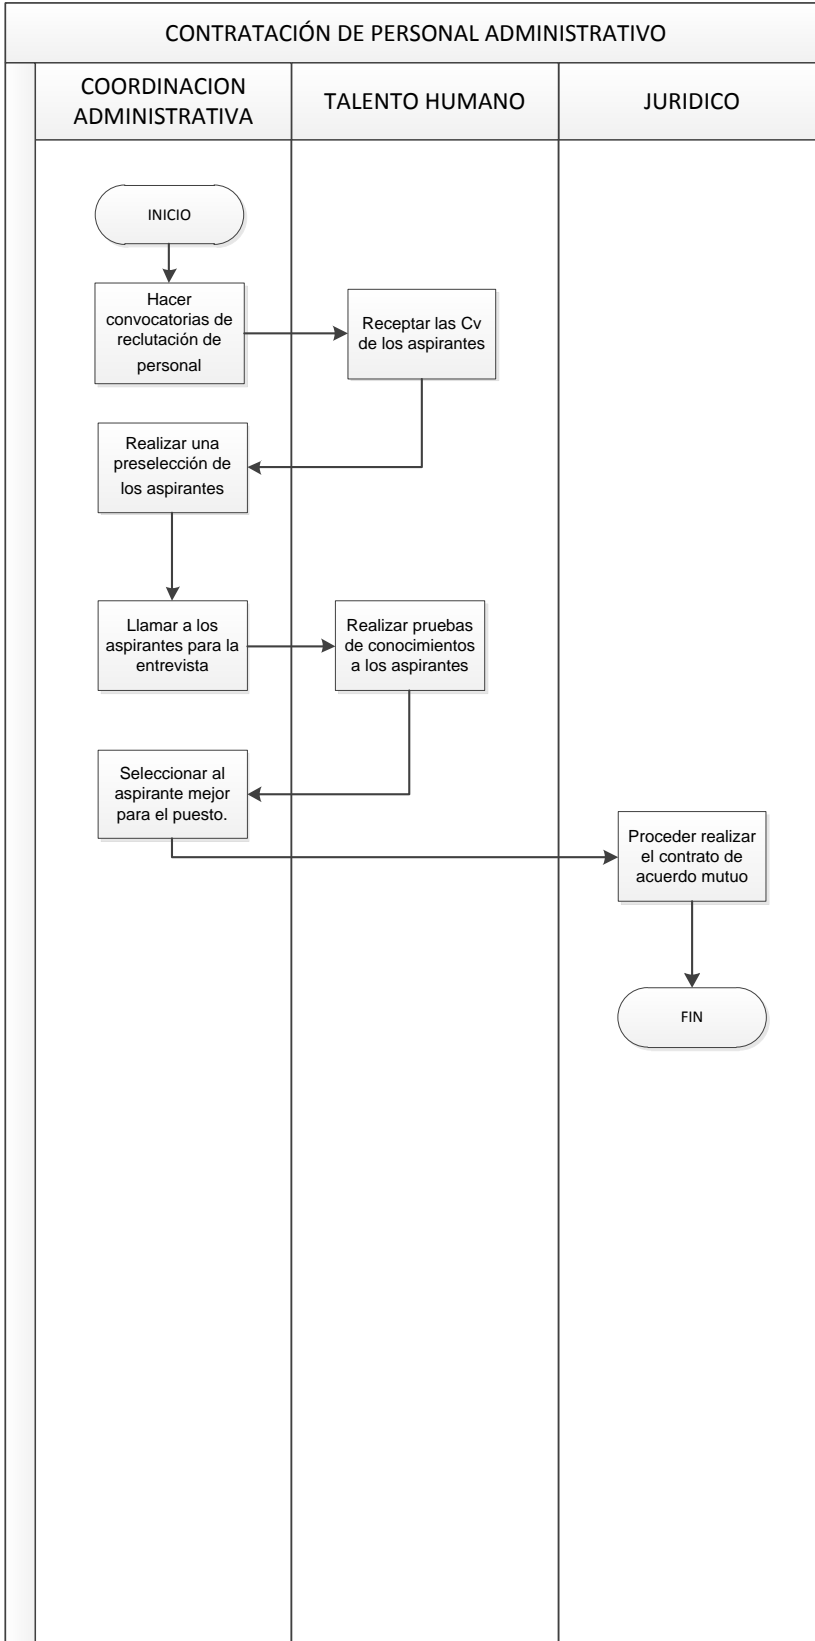 CONTRATACIÓN DE PERSONAL ADMINISTRATIVO
COORDINACION
ADMINISTRATIVA
TALENTO HUMANO
JURIDICO
INICIO
Hacer
convocatorias de
reclutación de
personal
Receptar las Cv
de los aspirantes
Realizar una
preselección de
los aspirantes
Llamar a los
aspirantes para la
entrevista
Realizar pruebas
de conocimientos
a los aspirantes
Seleccionar al
aspirante mejor
para el puesto.
Proceder realizar
el contrato de
acuerdo mutuo
FIN